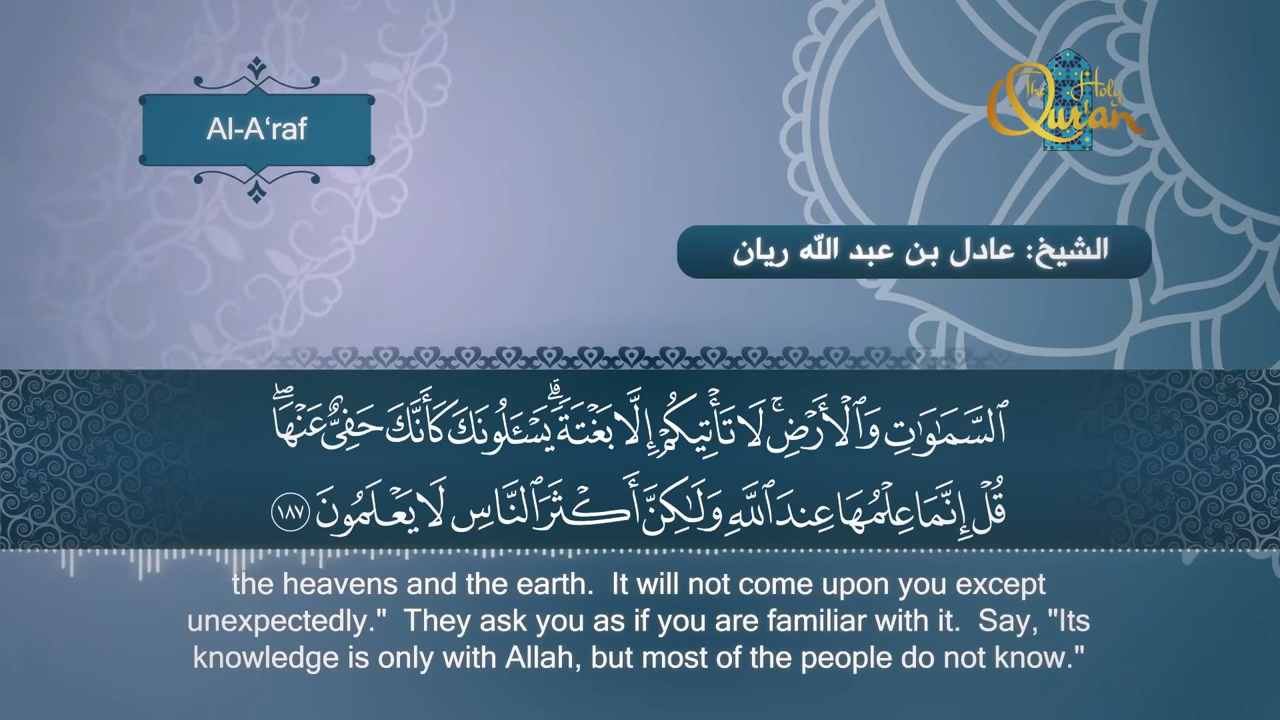 Al-A‘raf
The Holy
Qur'an
الشيخ: عادل بن عبد الله ريان
ٱلسَّمَـٰوَٰتِ وَٱلْأَرْضِۚ لَا تَأْتِيكُمْ إِلَّا بَغْتَةًۗ يَسْـَٔلُونَكَ كَأَنَّكَ حَفِىٌّ عَنْهَاۖ
قُلْ إِنَّمَا عِلْمُهَا عِندَ ٱللَّهِ وَلَـٰكِنَّ أَكْثَرَ ٱلنَّاسِ لَا يَعْلَمُونَ ١٨٧
the heavens and the earth.  It will not come upon you except
unexpectedly."  They ask you as if you are familiar with it.  Say, "Its
knowledge is only with Allah, but most of the people do not know."